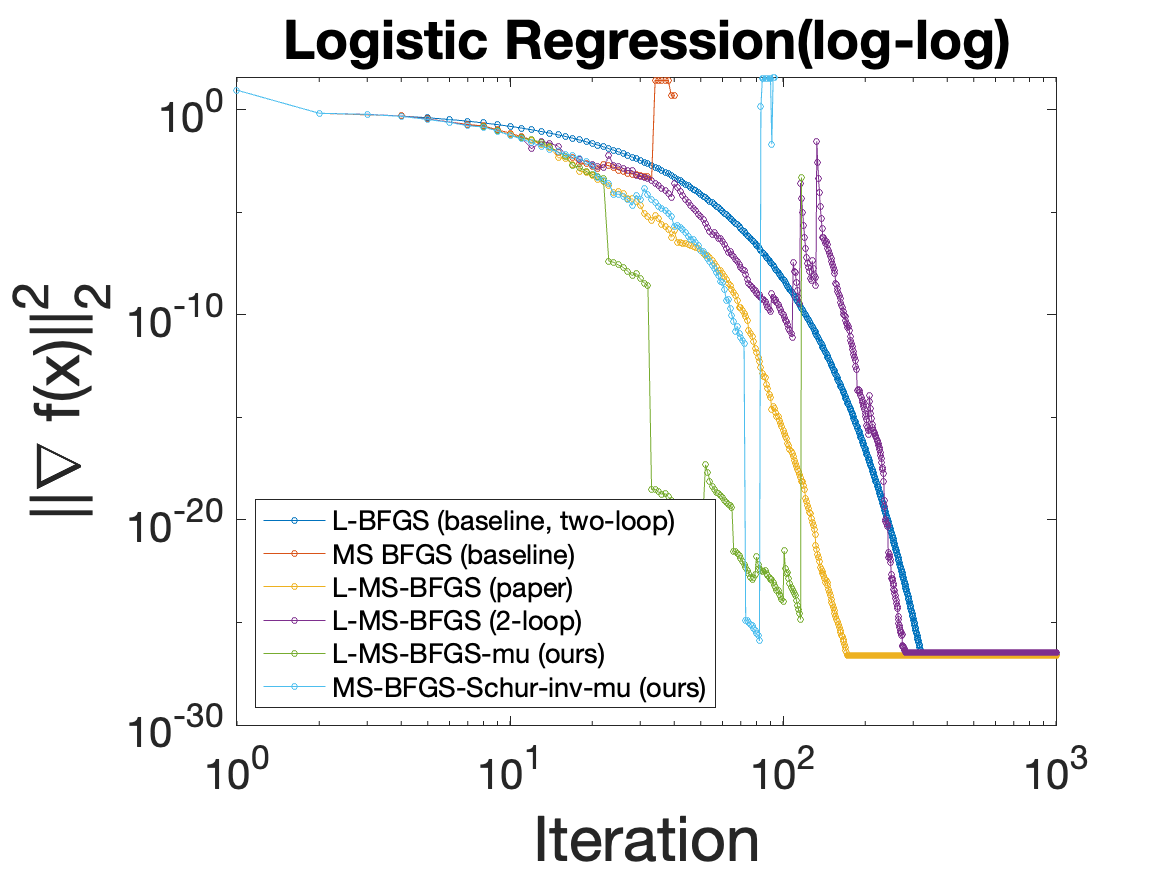 Logistic Regression(log-log)
10^0
10^-10
10^-20
10^-30
||∇ f(x)||_2^2
L-BFGS (baseline, two-loop)
MS BFGS (baseline)
L-MS-BFGS (paper)
L-MS-BFGS (2-loop)
L-MS-BFGS-mu (ours)
MS-BFGS-Schur-inv-mu (ours)
10^0 10^1 10^2 10^3
Iteration